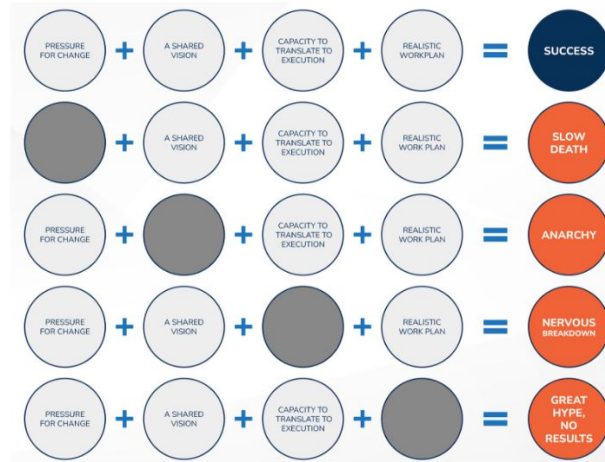 PRESSURE
FOR CHANGE
+
A SHARED
VISION
+
CAPACITY TO
TRANSLATE TO
EXECUTION
+
REALISTIC
WORKPLAN
=
SUCCESS
+
A SHARED
VISION
+
CAPACITY TO
TRANSLATE TO
EXECUTION
+
REALISTIC
WORK PLAN
=
SLOW
DEATH
PRESSURE
FOR CHANGE
+
+
CAPACITY TO
TRANSLATE TO
EXECUTION
+
REALISTIC
WORK PLAN
=
ANARCHY
PRESSURE
FOR CHANGE
+
A SHARED
VISION
+
+
REALISTIC
WORK PLAN
=
NERVOUS
BREAKDOWN
PRESSURE
FOR CHANGE
+
A SHARED
VISION
+
CAPACITY TO
TRANSLATE TO
EXECUTION
+
=
GREAT
HYPE,
NO
RESULTS